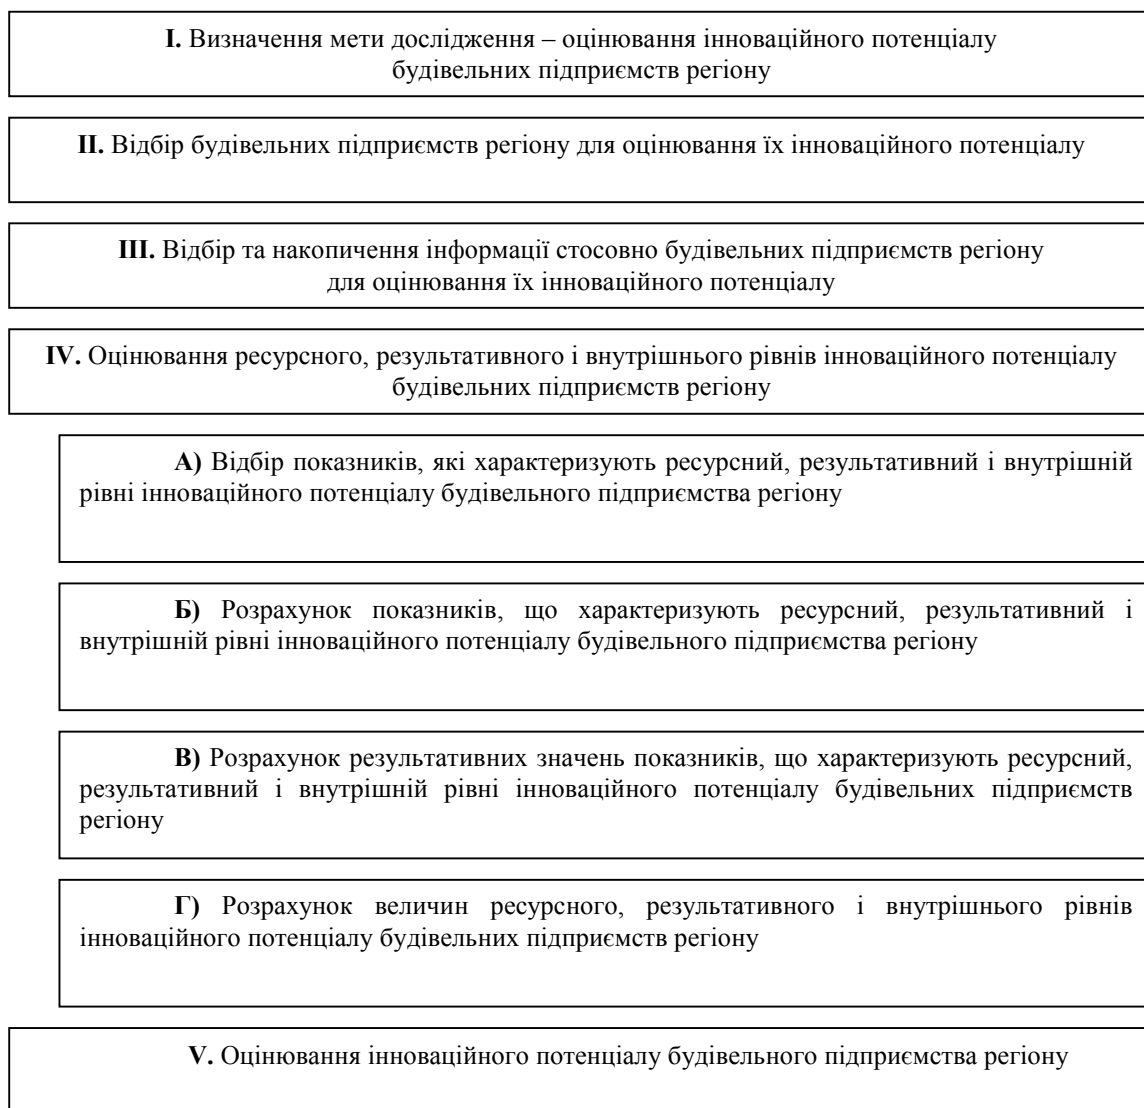 I. Визначення мети дослідження – оцінювання інноваційного потенціалу
будівельних підприємств регіону
II. Відбір будівельних підприємств регіону для оцінювання їх інноваційного потенціалу
III. Відбір та накопичення інформації стосовно будівельних підприємств регіону
для оцінювання їх інноваційного потенціалу
IV. Оцінювання ресурсного, результативного і внутрішнього рівнів інноваційного потенціалу
будівельних підприємств регіону
А) Відбір показників, які характеризують ресурсний, результативний і внутрішній
рівні інноваційного потенціалу будівельного підприємства регіону
Б) Розрахунок показників, що характеризують ресурсний, результативний і
внутрішній рівні інноваційного потенціалу будівельного підприємства регіону
В) Розрахунок результативних значень показників, що характеризують ресурсний,
результативний і внутрішній рівні інноваційного потенціалу будівельних підприємств
регіону
Г) Розрахунок величин ресурсного, результативного і внутрішнього рівнів
інноваційного потенціалу будівельних підприємств регіону
V. Оцінювання інноваційного потенціалу будівельного підприємства регіону